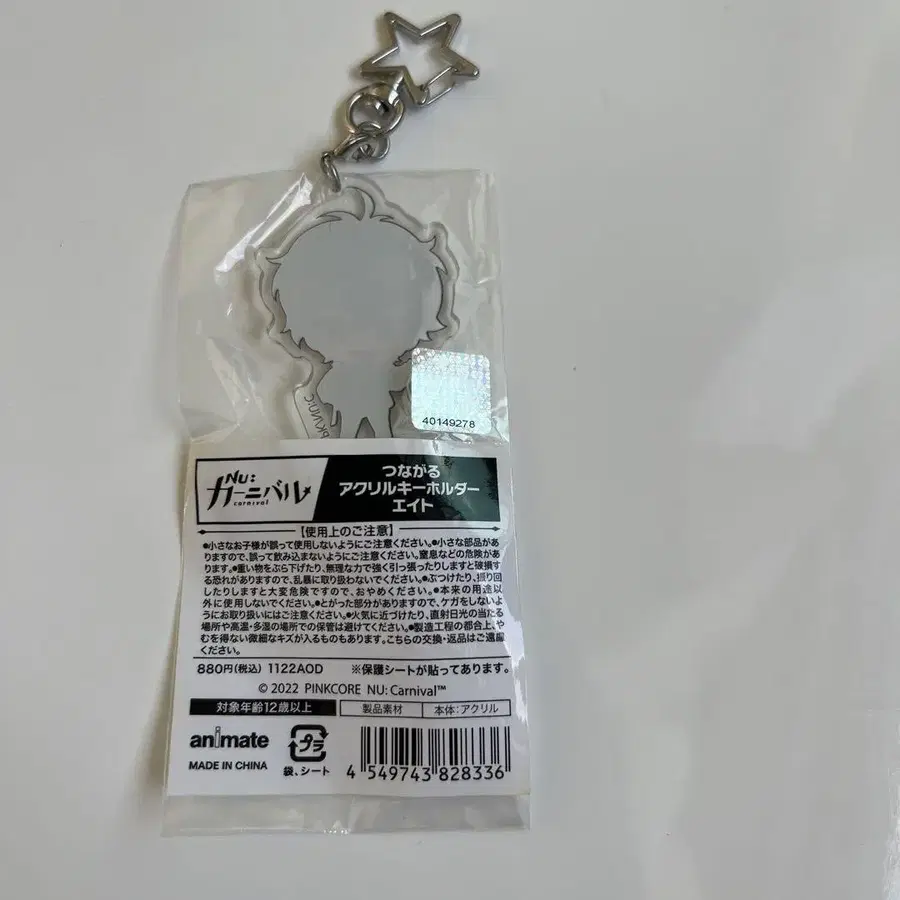 40149278
NU:
カーニバル
carnival
つながる
アクリルキーホルダー
エイト
【使用上のご注意】
●小さなお子様が誤って使用しないようにご注意ください。●小さな部品があ
りますので、誤って飲み込まないようにご注意ください。窒息などの危険があ
ります。●重い物をぶら下げたり、無理な力で強く引っ張ったりしますと破損す
る恐れがありますので、乱暴に取り扱わないでください。●ぶつけたり、振り回
したりしますと大変危険ですので、おやめください。●本来の用途以
外に使用しないでください。●とがった部分がありますので、ケガをしないよ
うにお取り扱いにはご注意ください。●火気に近づけたり、直射日光の当たる
場所や高温・多湿の場所での保管は避けてください。●製造工程の都合上、や
むを得ない微細なキズが入るものもあります。こちらの交換・返品はご遠慮
ください。
880円(税込) 1122AOD ※保護シートが貼ってあります。
© 2022 PINKCORE NU: Carnival™
対象年齢12歳以上 製品素材 本体:アクリル
animate
MADE IN CHINA
プラ
袋、シート
4 549743 828336